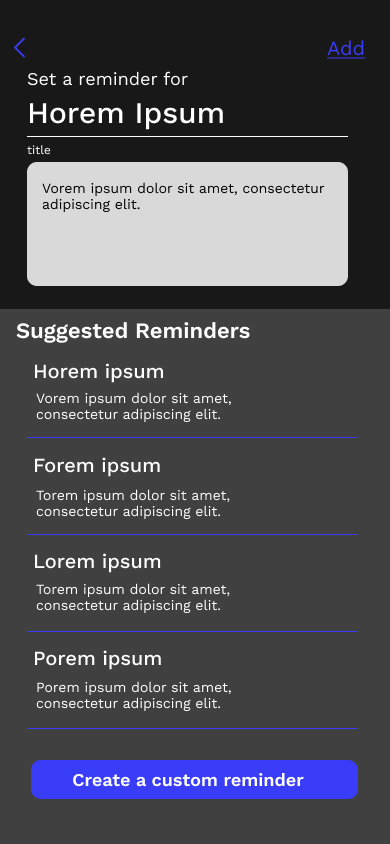 Add
Set a reminder for
Horem Ipsum
title
Vorem ipsum dolor sit amet, consectetur
adipiscing elit.
Suggested Reminders
Horem ipsum
Vorem ipsum dolor sit amet,
consectetur adipiscing elit.
Forem ipsum
Torem ipsum dolor sit amet,
consectetur adipiscing elit.
Lorem ipsum
Torem ipsum dolor sit amet,
consectetur adipiscing elit.
Porem ipsum
Porem ipsum dolor sit amet,
consectetur adipiscing elit.
Create a custom reminder